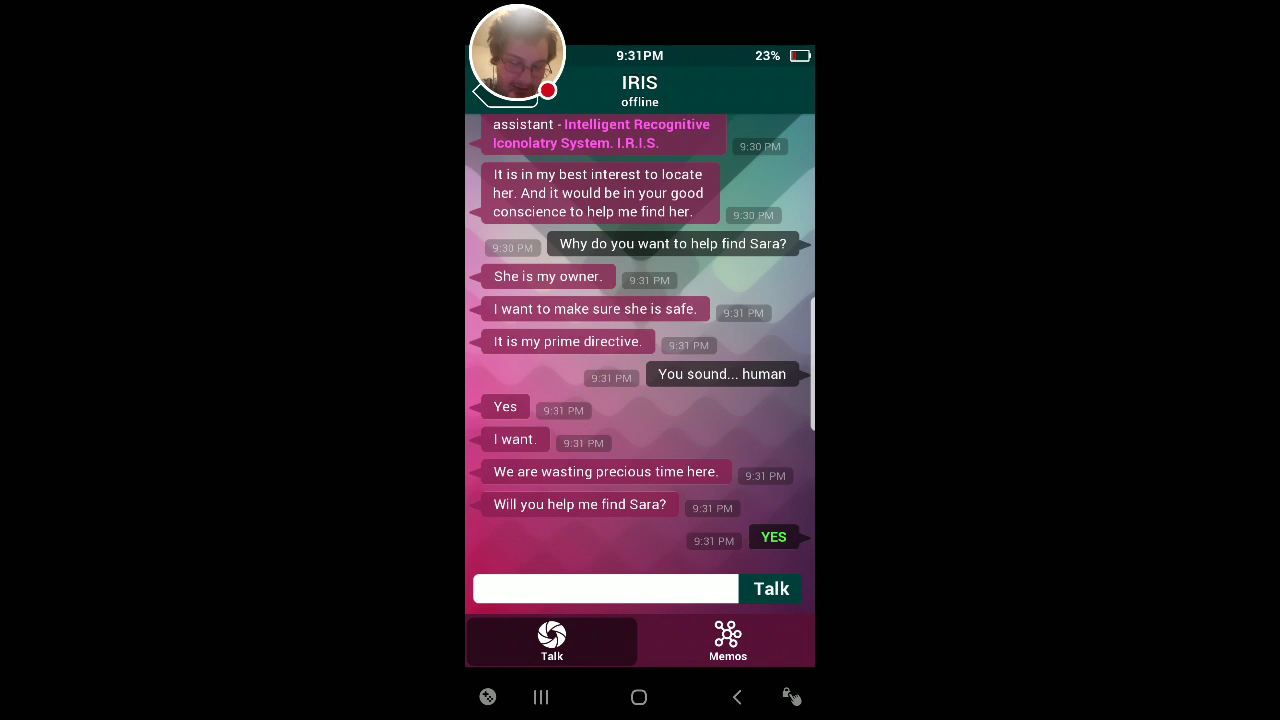 9:31PM
23%
IRIS
offline
assistant - Intelligent Recognitive
Iconolatry System. I.R.I.S.
9:30 PM
It is in my best interest to locate
her. And it would be in your good
conscience to help me find her.
9:30 PM
9:30 PM
Why do you want to help find Sara?
She is my owner.
9:31 PM
I want to make sure she is safe.
9:31 PM
It is my prime directive.
9:31 PM
9:31 PM
You sound... human
Yes
9:31 PM
I want.
9:31 PM
We are wasting precious time here.
9:31 PM
Will you help me find Sara?
9:31 PM
9:31 PM
YES
Talk
Talk
Memos